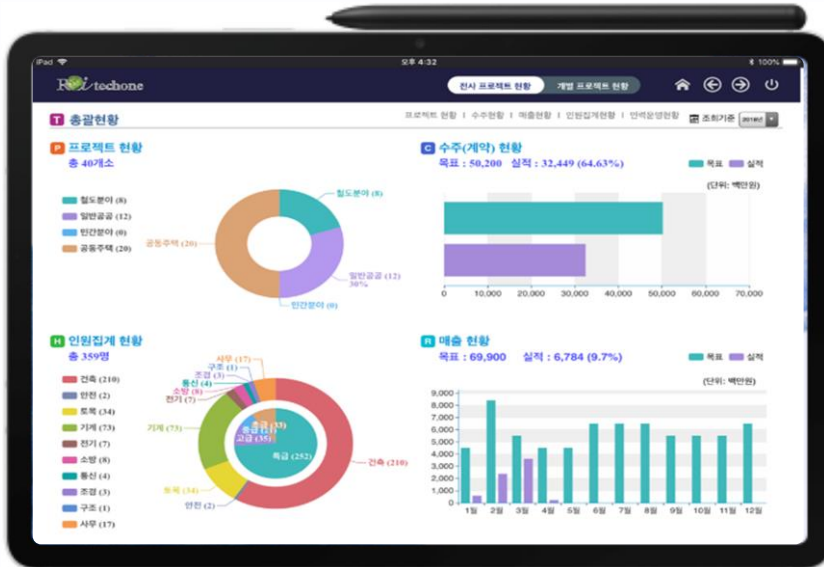 iPad
오후 4:32
100%
techone
전사 프로젝트 현황
개별 프로젝트 현황
T 총괄현황
프로젝트 현황 I 수주현황 I 매출현황 I 인원집계현황 I 인력운영현황
조회기준 2018년
P 프로젝트 현황
총 40개소
철도분야 (8)
일반공공 (12)
민간분야 (0)
공동주택 (20)
철도분야 (8)
공동주택 (20)
일반공공 (12)
30%
민간분야 (0)
C 수주(계약) 현황
목표 : 50,200 실적 : 32,449 (64.63%)
목표 실적
(단위: 백만원)
0 10,000 20,000 30,000 40,000 50,000 60,000 70,000
H 인원집계 현황
총 359명
건축 (210)
안전 (2)
토목 (34)
기계 (73)
전기 (7)
소방 (8)
통신 (4)
조경 (3)
구조 (1)
사무 (17)
사무 (17)
구조 (1)
조경 (3)
통신 (4)
소방 (8)
전기 (7)
기계 (73)
초급 (33)
고급 (35)
특급 (252)
건축 (210)
토목 (34)
안전 (2)
R 매출 현황
목표 : 69,900 실적 : 6,784 (9.7%)
목표 실적
(단위: 백만원)
9,000
8,000
7,000
6,000
5,000
4,000
3,000
2,000
1,000
0
1월 2월 3월 4월 5월 6월 7월 8월 9월 10월 11월 12월